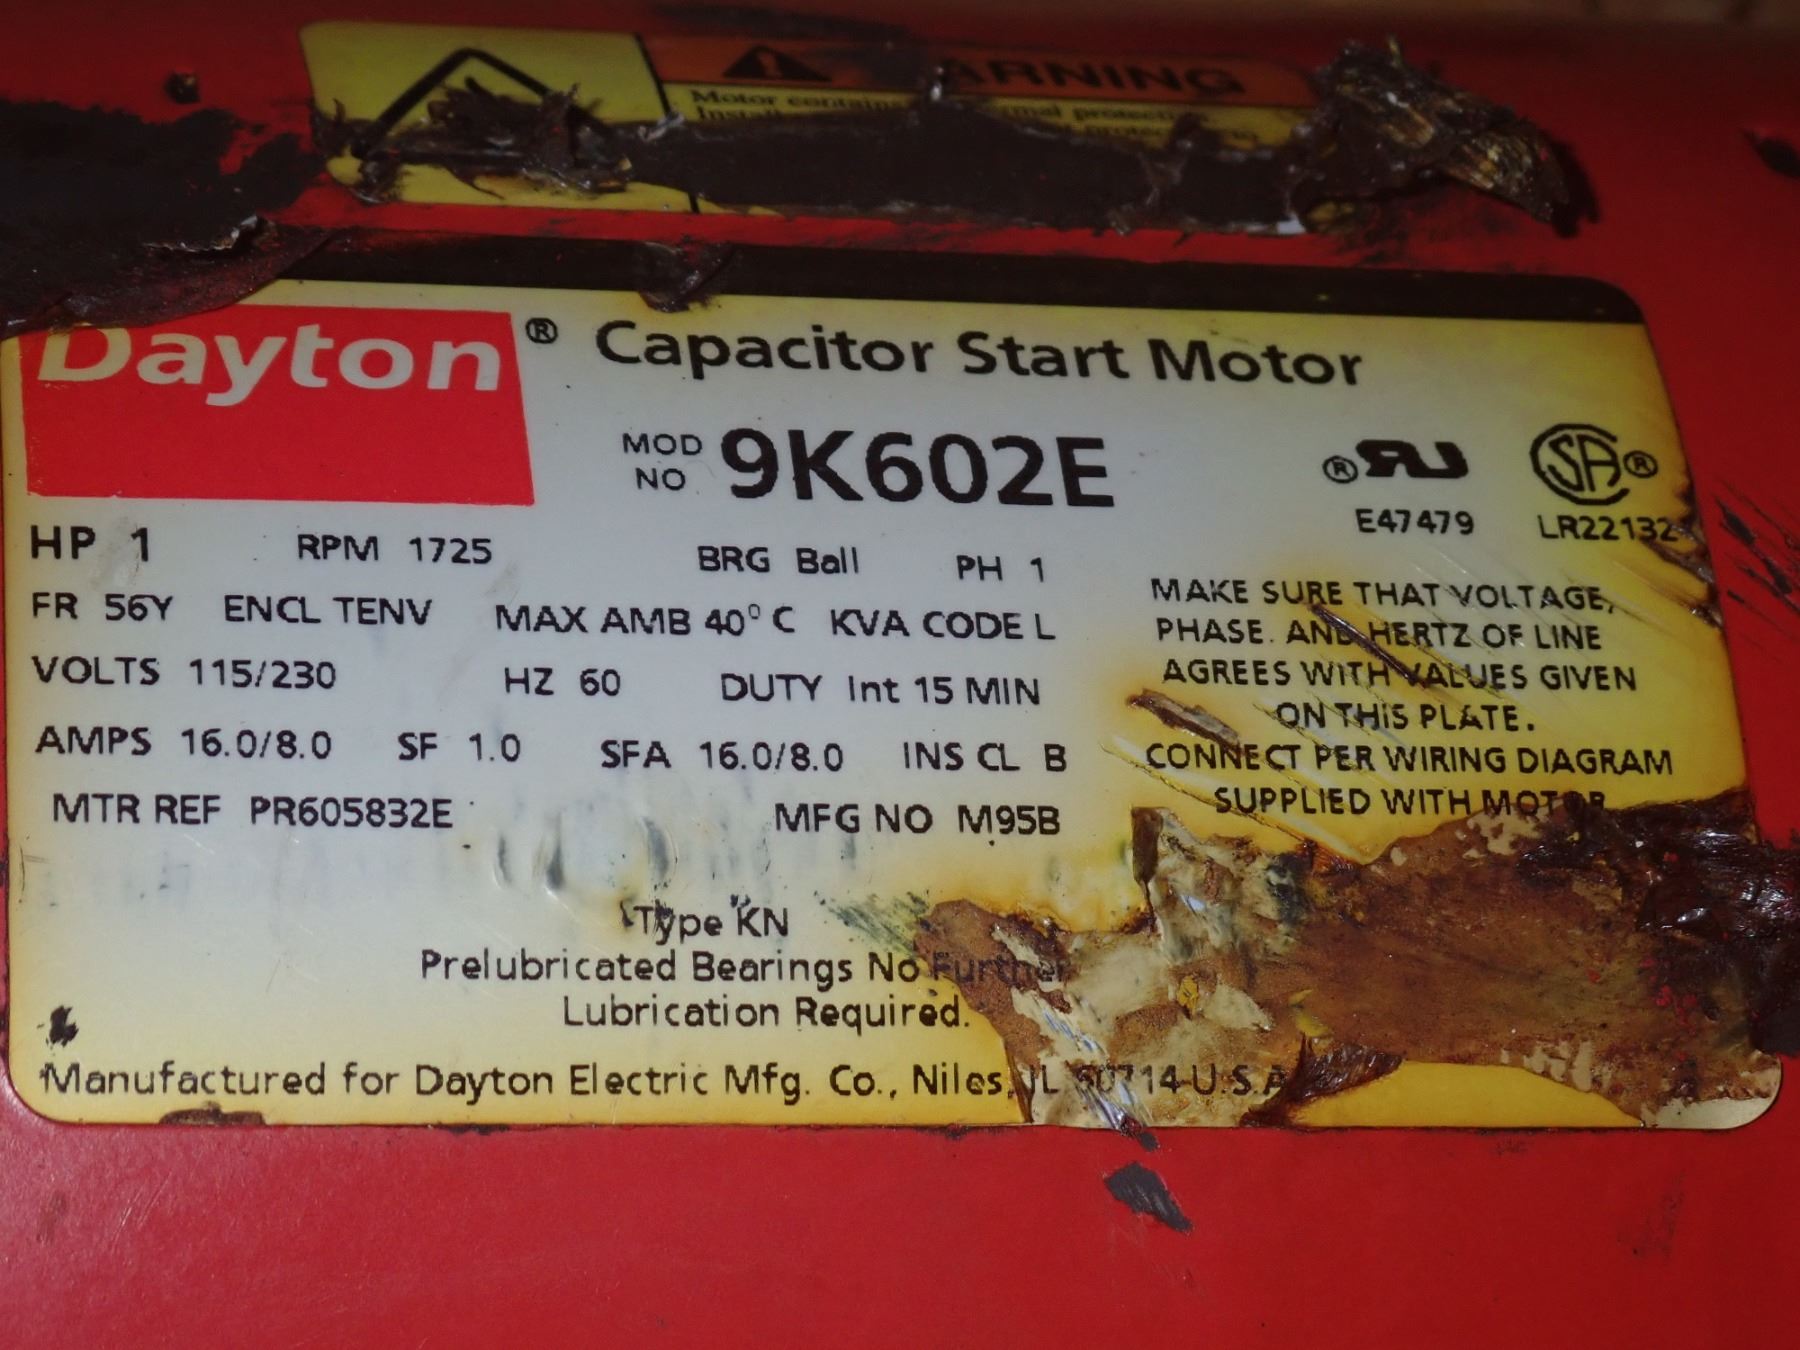 WARNING
Motor contains thermal protection
Dayton® Capacitor Start Motor
MOD NO 9K602E
E47479 LR22132
HP 1 RPM 1725 BRG Ball PH 1
FR 56Y ENCL TENV MAX AMB 40° C KVA CODE L
VOLTS 115/230 HZ 60 DUTY Int 15 MIN
AMPS 16.0/8.0 SF 1.0 SFA 16.0/8.0 INS CL B
MTR REF PR605832E MFG NO M95B
MAKE SURE THAT VOLTAGE,
PHASE. AND HERTZ OF LINE
AGREES WITH VALUES GIVEN
ON THIS PLATE.
CONNECT PER WIRING DIAGRAM
SUPPLIED WITH MOTOR
Type KN
Prelubricated Bearings No Further
Lubrication Required.
Manufactured for Dayton Electric Mfg. Co., Niles, IL 60714 U.S.A